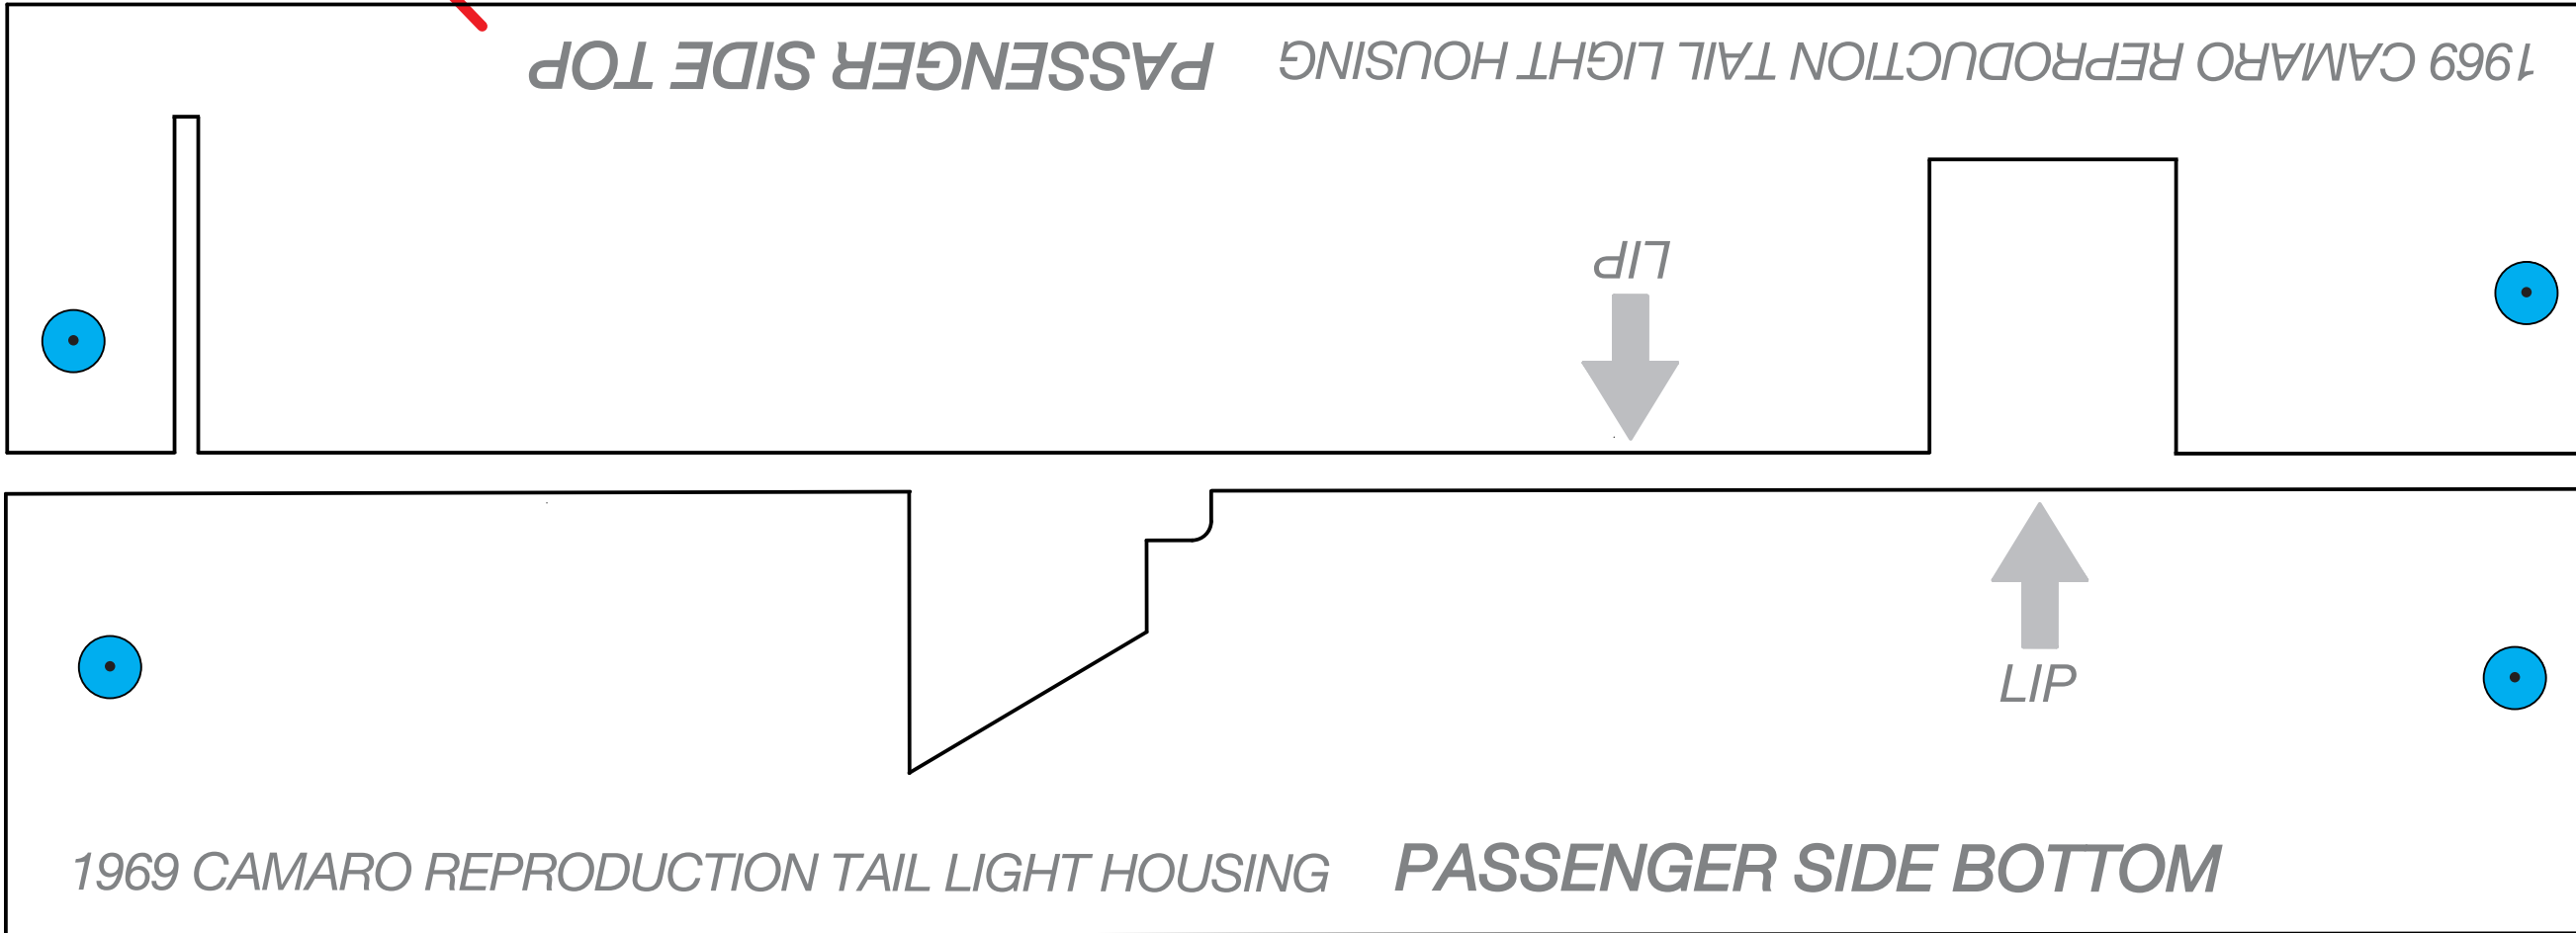 1969 CAMARO REPRODUCTION TAIL LIGHT HOUSING PASSENGER SIDE TOP
LIP
LIP
1969 CAMARO REPRODUCTION TAIL LIGHT HOUSING PASSENGER SIDE BOTTOM